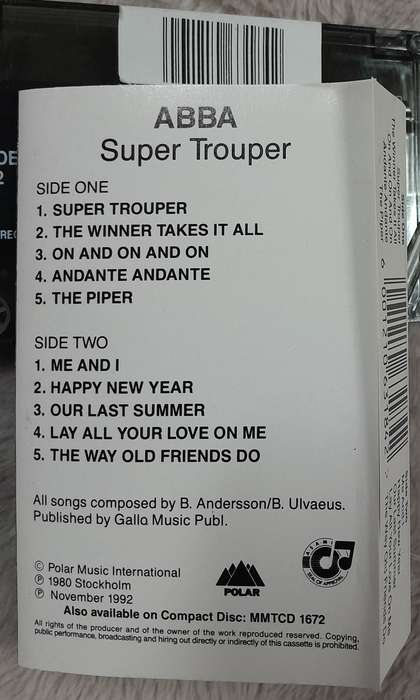 ABBA
Super Trouper
SIDE ONE
1. SUPER TROUPER
2. THE WINNER TAKES IT ALL
3. ON AND ON AND ON
4. ANDANTE ANDANTE
5. THE PIPER
SIDE TWO
1. ME AND I
2. HAPPY NEW YEAR
3. OUR LAST SUMMER
4. LAY ALL YOUR LOVE ON ME
5. THE WAY OLD FRIENDS DO
All songs composed by B. Andersson/B. Ulvaeus.
Published by Gallo Music Publ.
© Polar Music International
℗ 1980 Stockholm
℗ November 1992
POLAR
Also available on Compact Disc: MMTCD 1672
All rights of the producer and of the owner of the work reproduced reserved. Copying,
public performance, broadcasting and hiring out directly or indirectly of this cassette is prohibited.